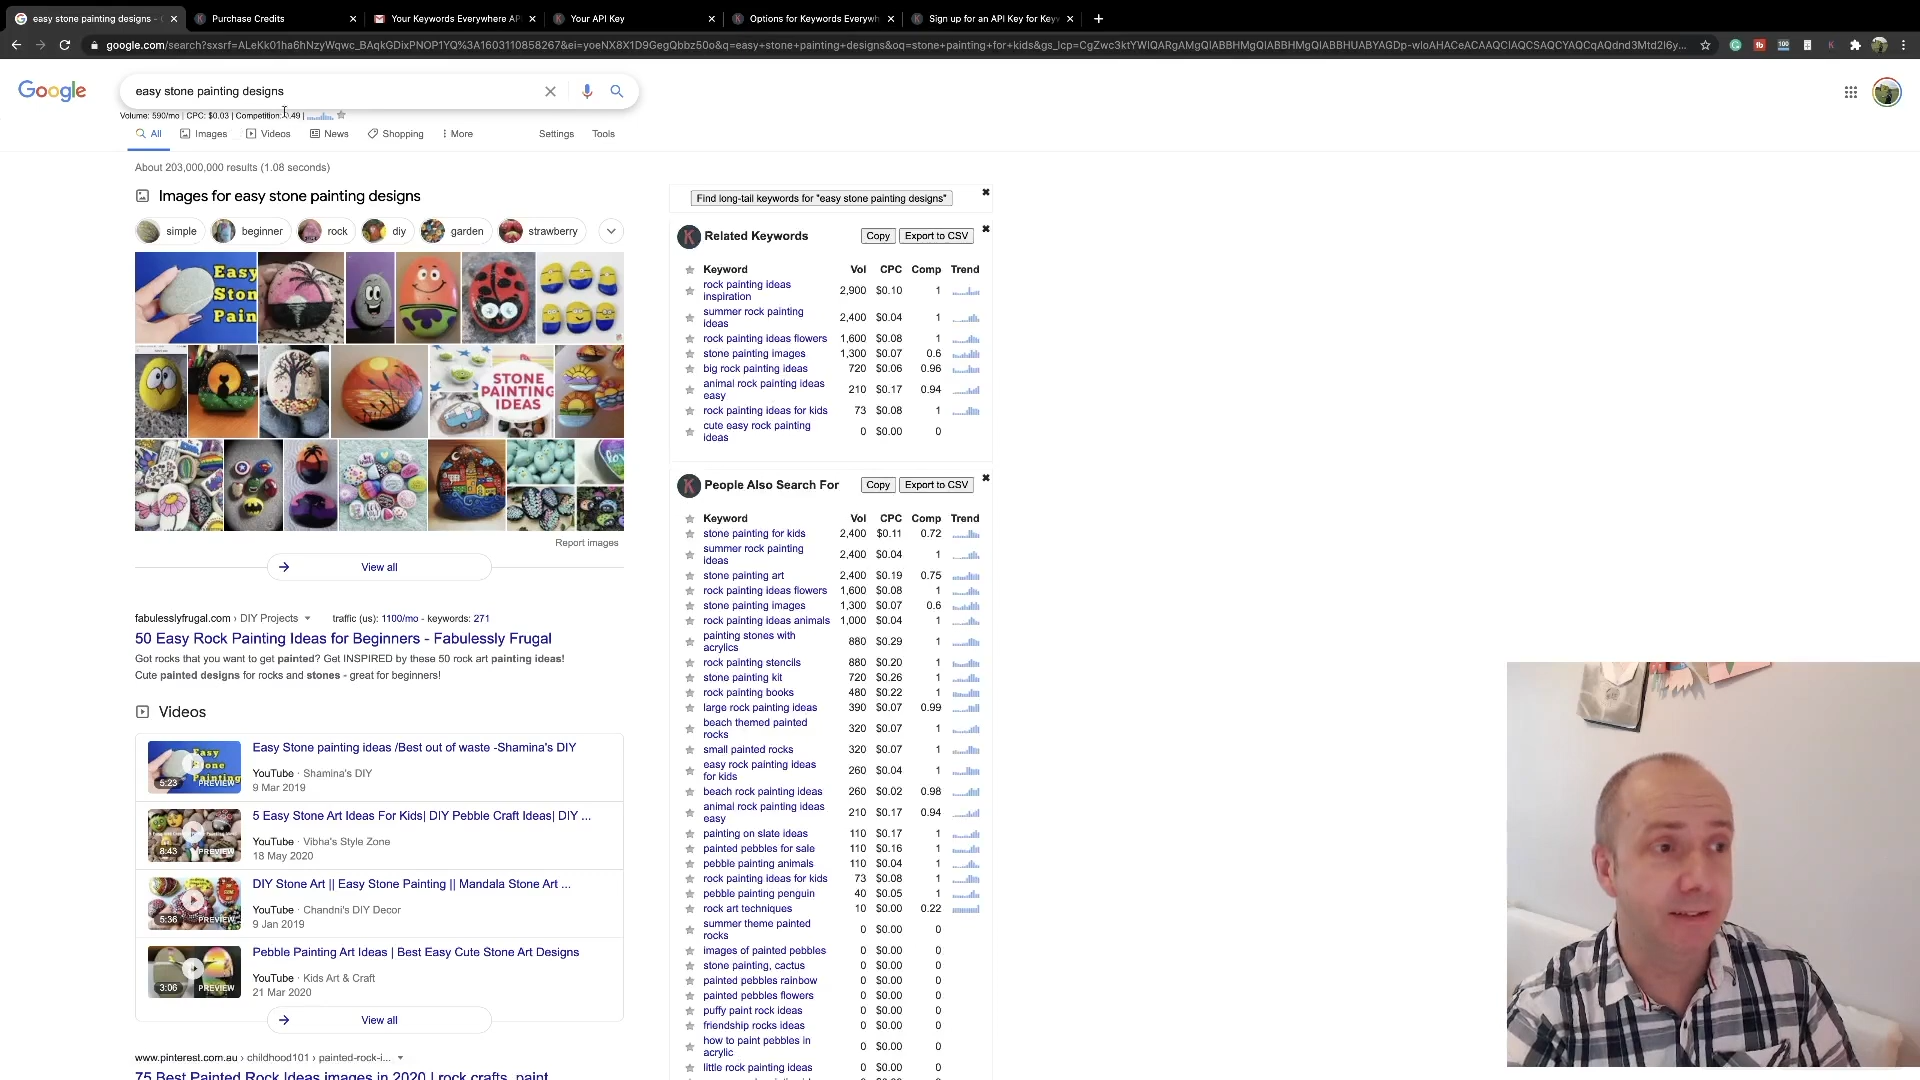 easy stone painting designs - G
Purchase Credits
Your Keywords Everywhere AP
Your API Key
Options for Keywords Everywh
Sign up for an API Key for Keyw
Google
easy stone painting designs
Volume: 590/mo | CPC: $0.03 | Competition: 0.49 |
All
Images
Videos
News
Shopping
More
Settings
Tools
About 203,000,000 results (1.08 seconds)
Images for easy stone painting designs
simple
beginner
rock
diy
garden
strawberry
Easy
Ston
Pain
STONE
PAINTING
IDEAS
Report images
View all
fabulesslyfrugal.com › DIY Projects
traffic (us): 1100/mo - keywords: 271
50 Easy Rock Painting Ideas for Beginners - Fabulessly Frugal
Got rocks that you want to get painted? Get INSPIRED by these 50 rock art painting ideas!
Cute painted designs for rocks and stones - great for beginners!
Videos
Easy Stone painting ideas /Best out of waste -Shamina's DIY
YouTube · Shamina's DIY
9 Mar 2019
5:23 PREVIEW
5 Easy Stone Art Ideas For Kids| DIY Pebble Craft Ideas| DIY ...
YouTube · Vibha's Style Zone
18 May 2020
8:43 PREVIEW
DIY Stone Art || Easy Stone Painting || Mandala Stone Art ...
YouTube · Chandni's DIY Decor
9 Jan 2019
5:36 PREVIEW
Pebble Painting Art Ideas | Best Easy Cute Stone Art Designs
YouTube · Kids Art & Craft
21 Mar 2020
3:06 PREVIEW
View all
www.pinterest.com.au › childhood101 › painted-rock-i...
75 Best Painted Rock Ideas images in 2020 | rock crafts, paint
Find long-tail keywords for "easy stone painting designs"
Related Keywords
Copy
Export to CSV
Keyword Vol CPC Comp Trend
rock painting ideas inspiration 2,900 $0.10 1
summer rock painting ideas 2,400 $0.04 1
rock painting ideas flowers 1,600 $0.08 1
stone painting images 1,300 $0.07 0.6
big rock painting ideas 720 $0.06 0.96
animal rock painting ideas easy 210 $0.17 0.94
rock painting ideas for kids 73 $0.08 1
cute easy rock painting ideas 0 $0.00 0
People Also Search For
Copy
Export to CSV
Keyword Vol CPC Comp Trend
stone painting for kids 2,400 $0.11 0.72
summer rock painting ideas 2,400 $0.04 1
stone painting art 2,400 $0.19 0.75
rock painting ideas flowers 1,600 $0.08 1
stone painting images 1,300 $0.07 0.6
rock painting ideas animals 1,000 $0.04 1
painting stones with acrylics 880 $0.29 1
rock painting stencils 880 $0.20 1
stone painting kit 720 $0.26 1
rock painting books 480 $0.22 1
large rock painting ideas 390 $0.07 0.99
beach themed painted rocks 320 $0.07 1
small painted rocks 320 $0.07 1
easy rock painting ideas for kids 260 $0.04 1
beach rock painting ideas 260 $0.02 0.98
animal rock painting ideas easy 210 $0.17 0.94
painting on slate ideas 110 $0.17 1
painted pebbles for sale 110 $0.16 1
pebble painting animals 110 $0.04 1
rock painting ideas for kids 73 $0.08 1
pebble painting penguin 40 $0.05 1
rock art techniques 10 $0.00 0.22
summer theme painted rocks 0 $0.00 0
images of painted pebbles 0 $0.00 0
stone painting, cactus 0 $0.00 0
painted pebbles rainbow 0 $0.00 0
painted pebbles flowers 0 $0.00 0
puffy paint rock ideas 0 $0.00 0
friendship rocks ideas 0 $0.00 0
how to paint pebbles in acrylic 0 $0.00 0
little rock painting ideas 0 $0.00 0